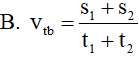 B. v_tb = (s_1 + s_2) / (t_1 + t_2)